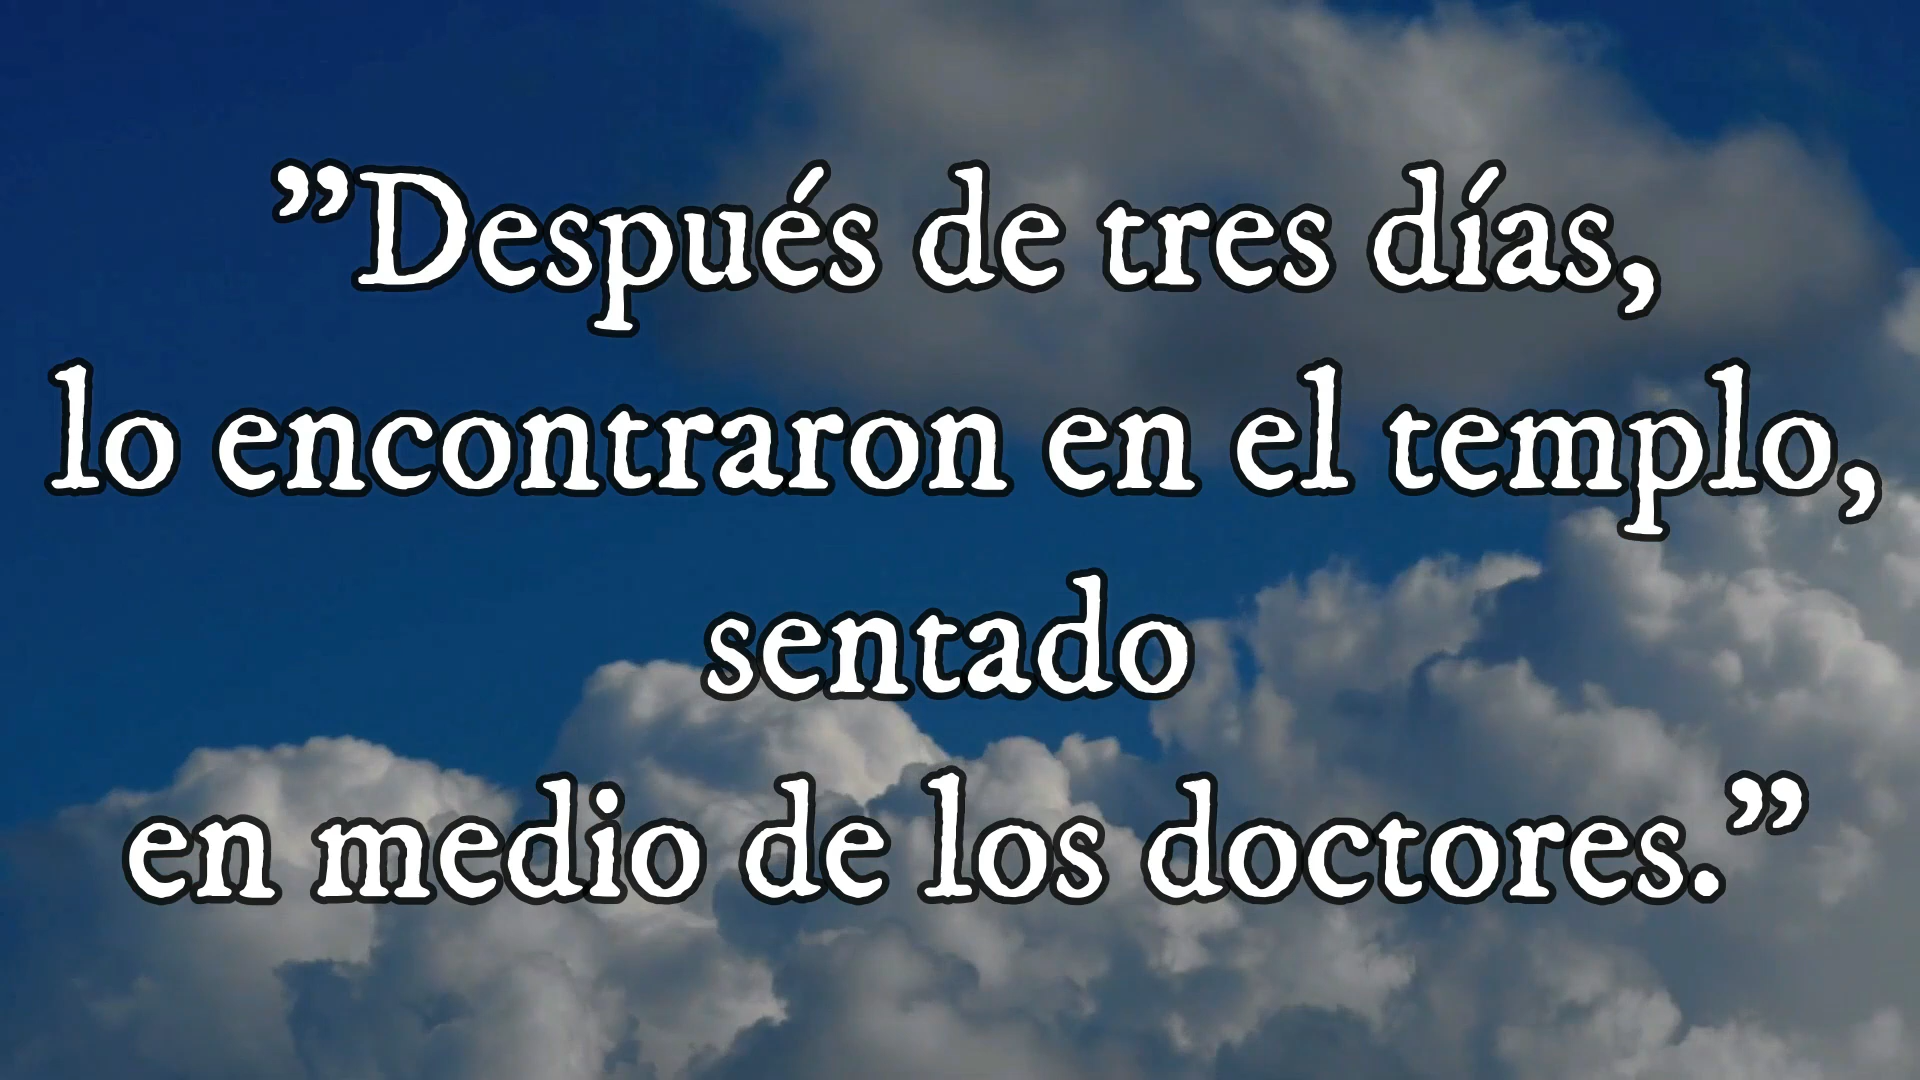 ”Después de tres días,
lo encontraron en el templo,
sentado
en medio de los doctores.”